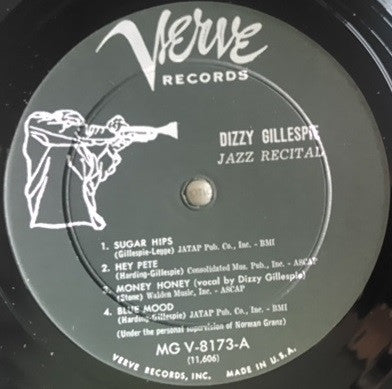 Verve
RECORDS
DIZZY GILLESPIE
JAZZ RECITAL
1. SUGAR HIPS
(Gillespie-Legge) JATAP Pub. Co., Inc. - BMI
2. HEY PETE
(Harding-Gillespie) Consolidated Mus. Pub., Inc. - ASCAP
3. MONEY HONEY (vocal by Dizzy Gillespie)
(Stone) Walden Music, Inc. - ASCAP
4. BLUE MOOD
(Harding-Gillespie) JATAP Pub. Co., Inc. - BMI
(Under the personal supervision of Norman Granz)
MG V-8173-A
(11,606)
VERVE RECORDS, INC. MADE IN U.S.A.